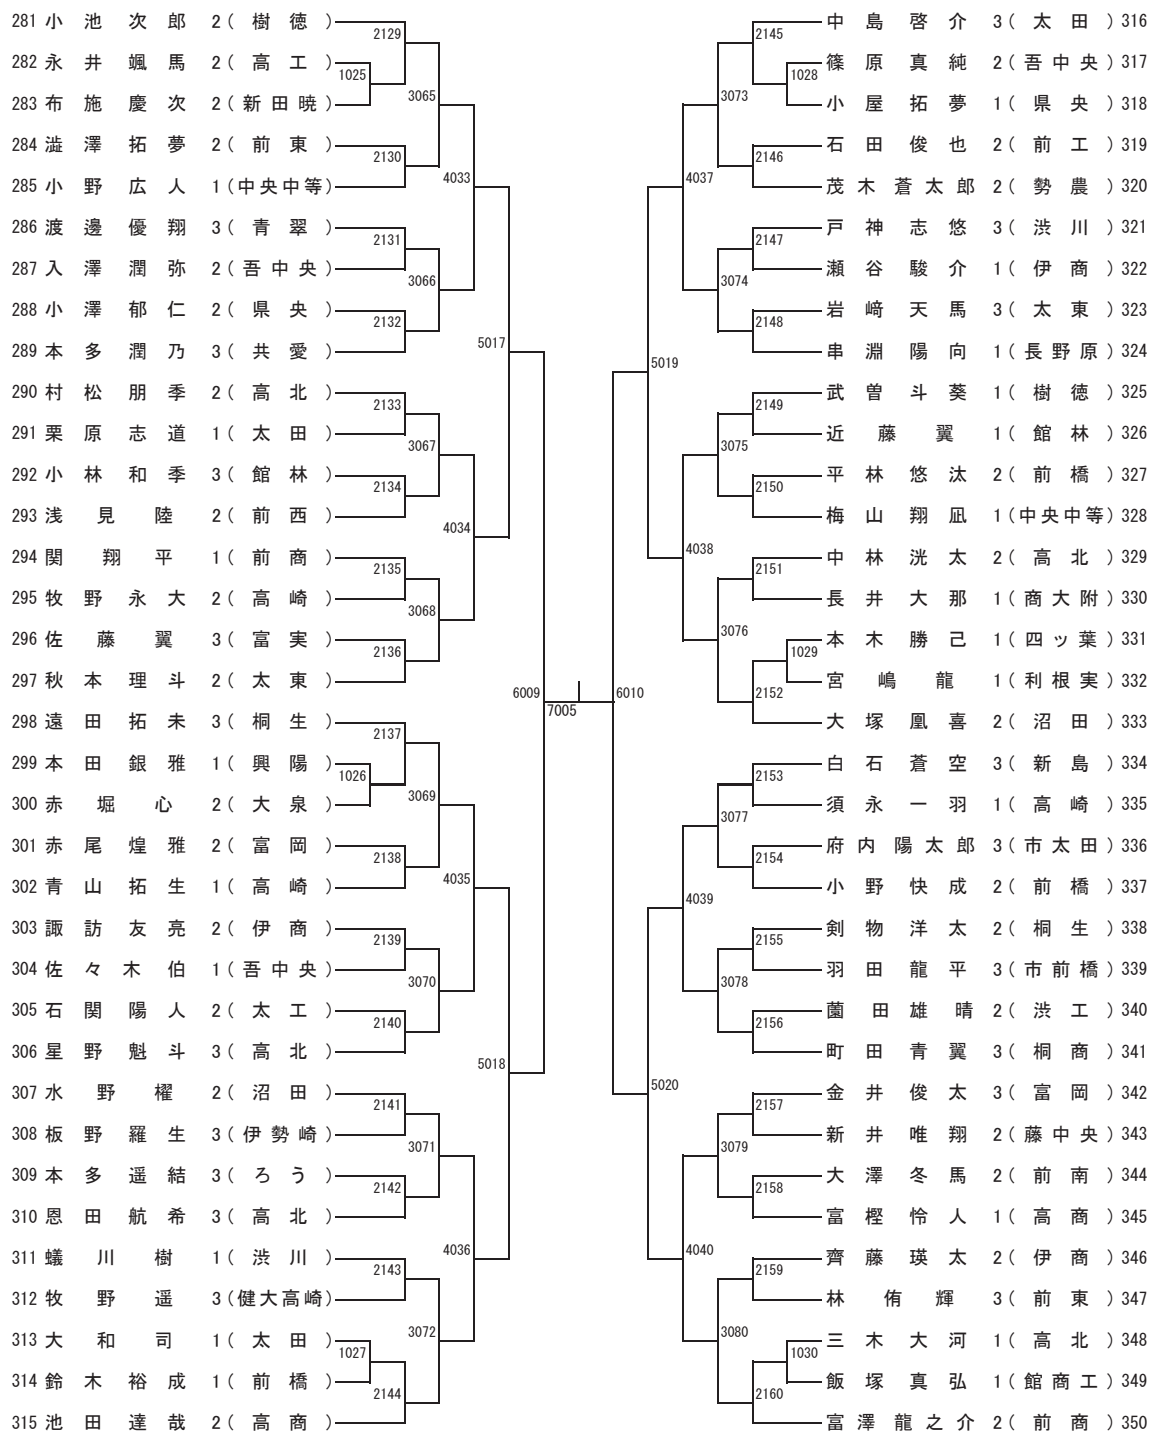 281 小池次郎 2 (樹徳)
282 永井颯馬 2 (高工)
283 布施慶次 2 (新田暁)
284 澁澤拓夢 2 (前東)
285 小野広人 1 (中央中等)
286 渡邉優翔 3 (青翠)
287 入澤潤弥 2 (吾中央)
288 小澤郁仁 2 (県央)
289 本多潤乃 3 (共愛)
290 村松朋季 2 (高北)
291 栗原志道 1 (太田)
292 小林和季 3 (館林)
293 浅見陸 2 (前西)
294 関翔平 1 (前商)
295 牧野永大 2 (高崎)
296 佐藤翼 3 (富実)
297 秋本理斗 2 (太東)
298 遠田拓未 3 (桐生)
299 本田銀雅 1 (興陽)
300 赤堀心 2 (大泉)
301 赤尾煌雅 2 (富岡)
302 青山拓生 1 (高崎)
303 諏訪友亮 2 (伊商)
304 佐々木伯 1 (吾中央)
305 石関陽人 2 (太工)
306 星野魁斗 3 (高北)
307 水野櫂 2 (沼田)
308 板野羅生 3 (伊勢崎)
309 本多遥結 3 (ろう)
310 恩田航希 3 (高北)
311 蟻川樹 1 (渋川)
312 牧野遥 3 (健大高崎)
313 大和司 1 (太田)
314 鈴木裕成 1 (前橋)
315 池田達哉 2 (高商)
1025
1026
1027
2129
2130
2131
2132
2133
2134
2135
2136
2137
2138
2139
2140
2141
2142
2143
2144
3065
3066
3067
3068
3069
3070
3071
3072
4033
4034
4035
4036
5017
5018
6009
7005
6010
5019
5020
4037
4038
4039
4040
3073
3074
3075
3076
3077
3078
3079
3080
2145
2146
2147
2148
2149
2150
2151
2152
2153
2154
2155
2156
2157
2158
2159
2160
1028
1029
1030
中島啓介 3 (太田) 316
篠原真純 2 (吾中央) 317
小屋拓夢 1 (県央) 318
石田俊也 2 (前工) 319
茂木蒼太郎 2 (勢農) 320
戸神志悠 3 (渋川) 321
瀬谷駿介 1 (伊商) 322
岩﨑天馬 3 (太東) 323
串淵陽向 1 (長野原) 324
武曽斗葵 1 (樹徳) 325
近藤翼 1 (館林) 326
平林悠汰 2 (前橋) 327
梅山翔凪 1 (中央中等) 328
中林洸太 2 (高北) 329
長井大那 1 (商大附) 330
本木勝己 1 (四ッ葉) 331
宮嶋龍 1 (利根実) 332
大塚凰喜 2 (沼田) 333
白石蒼空 3 (新島) 334
須永一羽 1 (高崎) 335
府内陽太郎 3 (市太田) 336
小野快成 2 (前橋) 337
剣物洋太 2 (桐生) 338
羽田龍平 3 (市前橋) 339
薗田雄晴 2 (渋工) 340
町田青翼 3 (桐商) 341
金井俊太 3 (富岡) 342
新井唯翔 2 (藤中央) 343
大澤冬馬 2 (前南) 344
富樫怜人 1 (高商) 345
齊藤瑛太 2 (伊商) 346
林侑輝 3 (前東) 347
三木大河 1 (高北) 348
飯塚真弘 1 (館商工) 349
富澤龍之介 2 (前商) 350